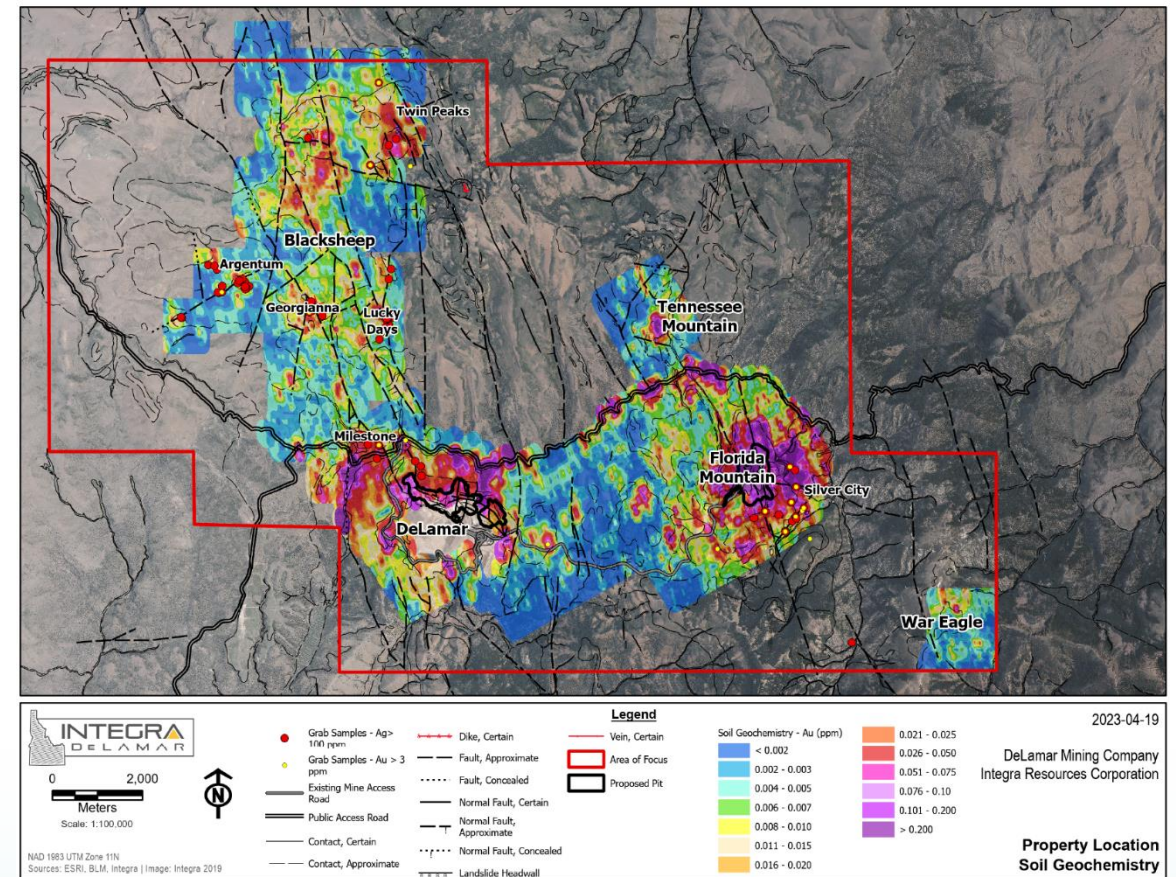 Twin Peaks
Blacksheep
Argentum
Georgianna
Lucky
Days
Tennessee
Mountain
Milestone
Florida
Mountain
Silver City
DeLamar
War Eagle
INTEGRA
DELAMAR
0 2,000
Meters
Scale: 1:100,000
N
NAD 1983 UTM Zone 11N
Sources: ESRI, BLM, Integra | Image: Integra 2019
Legend
Grab Samples - Ag>
100 ppm
Grab Samples - Au > 3
ppm
Existing Mine Access
Road
Public Access Road
Contact, Certain
Contact, Approximate
Dike, Certain
Fault, Approximate
Fault, Concealed
Normal Fault, Certain
Normal Fault,
Approximate
Normal Fault, Concealed
Landslide Headwall
Vein, Certain
Area of Focus
Proposed Pit
Soil Geochemistry - Au (ppm)
< 0.002
0.002 - 0.003
0.004 - 0.005
0.006 - 0.007
0.008 - 0.010
0.011 - 0.015
0.016 - 0.020
0.021 - 0.025
0.026 - 0.050
0.051 - 0.075
0.076 - 0.10
0.101 - 0.200
> 0.200
2023-04-19
DeLamar Mining Company
Integra Resources Corporation
Property Location
Soil Geochemistry